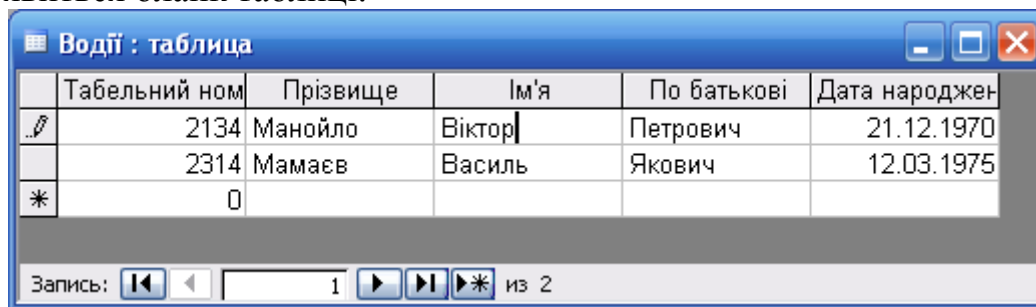 Водії : таблица
Табельний ном Прізвище Ім'я По батькові Дата народжен
2134 Манойло Віктор Петрович 21.12.1970
2314 Мамаєв Василь Якович 12.03.1975
0
Запись: 1 из 2